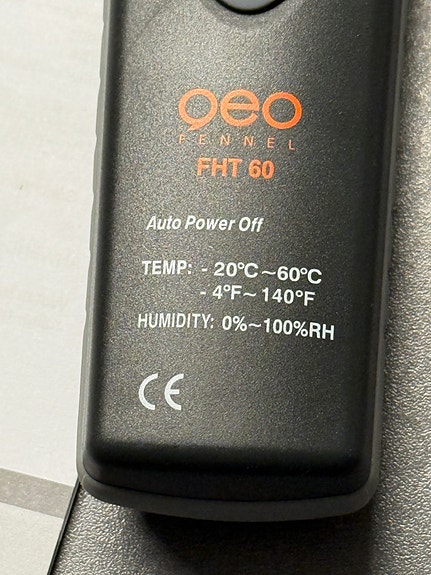 geo
FENNEL
FHT 60
Auto Power Off
TEMP: - 20°C~60°C
- 4°F~140°F
HUMIDITY: 0%~100%RH
CE